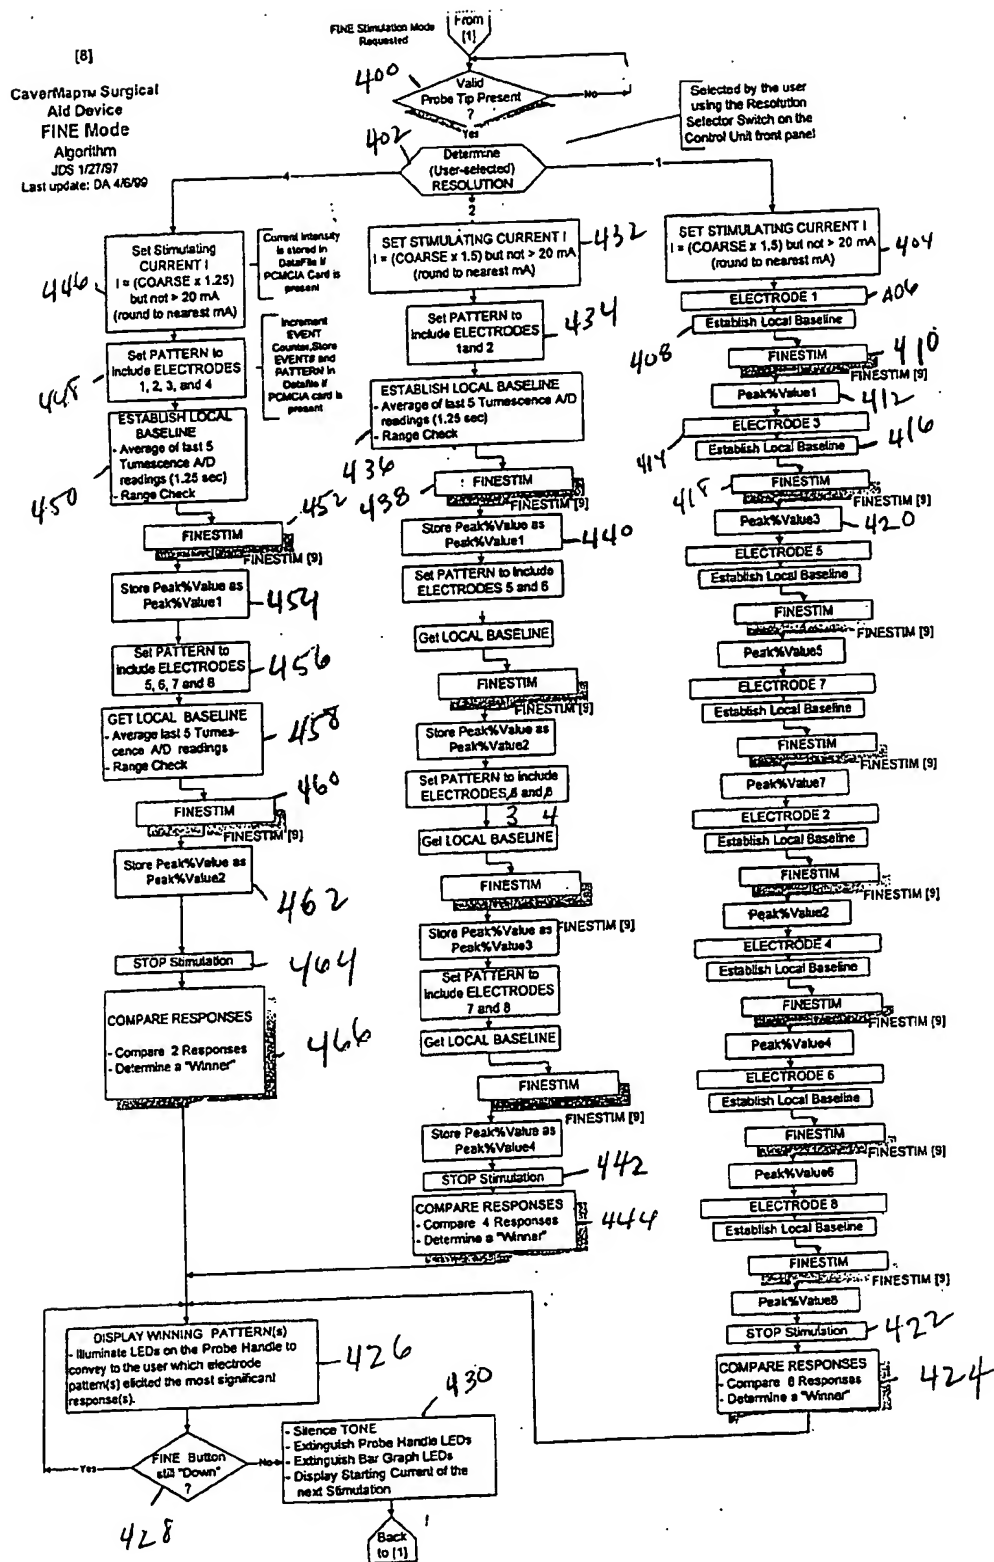 FINE Stimulation Mode
Requested
From
[1]
[8]
CaverMap™ Surgical
Aid Device
FINE Mode
Algorithm
JDS 1/27/97
Last update: DA 4/6/99
400
Valid
Probe Tip Present
?
No
Yes
Selected by the user
using the Resolution
Selector Switch on the
Control Unit front panel
402
Determine
(User-selected)
RESOLUTION
4
2
1
446
Set Stimulating
CURRENT I
I = (COARSE x 1.25)
but not > 20 mA
(round to nearest mA)
Current Intensity
is stored in
DataFile if
PCMCIA Card is
present
448
Set PATTERN to
include ELECTRODES
1, 2, 3, and 4
Increment
EVENT
Counter,Store
EVENT# and
PATTERN in
Datafile if
PCMCIA card is
present
450
ESTABLISH LOCAL
BASELINE
- Average of last 5
Tumescence A/D
readings (1.25 sec)
- Range Check
452
FINESTIM
FINESTIM [9]
Store Peak%Value as
Peak%Value1
454
Set PATTERN to
include ELECTRODES
5, 6, 7 and 8
456
GET LOCAL BASELINE
- Average last 5 Tumes-
cence A/D readings
- Range Check
458
460
FINESTIM
FINESTIM [9]
Store Peak%Value as
Peak%Value2
462
STOP Stimulation
464
COMPARE RESPONSES
- Compare 2 Responses
- Determine a "Winner"
466
SET STIMULATING CURRENT I
I = (COARSE x 1.5) but not > 20 mA
(round to nearest mA)
432
Set PATTERN to
include ELECTRODES
1and 2
434
ESTABLISH LOCAL BASELINE
- Average of last 5 Tumescence A/D
readings (1.25 sec)
- Range Check
436
438
FINESTIM
FINESTIM [9]
Store Peak%Value as
Peak%Value1
440
Set PATTERN to include
ELECTRODES 5 and 6
Get LOCAL BASELINE
FINESTIM
FINESTIM [9]
Store Peak%Value as
Peak%Value2
Set PATTERN to include
ELECTRODES and
3 4
Get LOCAL BASELINE
FINESTIM
FINESTIM [9]
Store Peak%Value as
Peak%Value3
Set PATTERN to
include ELECTRODES
7 and 8
Get LOCAL BASELINE
FINESTIM
FINESTIM [9]
Store Peak%Value as
Peak%Value4
STOP Stimulation
442
COMPARE RESPONSES
- Compare 4 Responses
- Determine a "Winner"
444
SET STIMULATING CURRENT I
I = (COARSE x 1.5) but not > 20 mA
(round to nearest mA)
404
ELECTRODE 1
406
Establish Local Baseline
408
FINESTIM
410
FINESTIM [9]
Peak%Value1
412
ELECTRODE 3
414
Establish Local Baseline
416
FINESTIM
418
FINESTIM [9]
Peak%Value3
420
ELECTRODE 5
Establish Local Baseline
FINESTIM
FINESTIM [9]
Peak%Value5
ELECTRODE 7
Establish Local Baseline
FINESTIM
FINESTIM [9]
Peak%Value7
ELECTRODE 2
Establish Local Baseline
FINESTIM
FINESTIM [9]
Peak%Value2
ELECTRODE 4
Establish Local Baseline
FINESTIM
FINESTIM [9]
Peak%Value4
ELECTRODE 6
Establish Local Baseline
FINESTIM
FINESTIM [9]
Peak%Value6
ELECTRODE 8
Establish Local Baseline
FINESTIM
FINESTIM [9]
Peak%Value8
STOP Stimulation
422
COMPARE RESPONSES
- Compare 8 Responses
- Determine a "Winner"
424
DISPLAY WINNING PATTERN(s)
- Illuminate LEDs on the Probe Handle to
convey to the user which electrode
pattern(s) elicited the most significant
response(s).
426
FINE Button
still "Down"
?
Yes
No
428
430
- Silence TONE
- Extinguish Probe Handle LEDs
- Extinguish Bar Graph LEDs
- Display Starting Current of the
next Stimulation
Back
to [1]